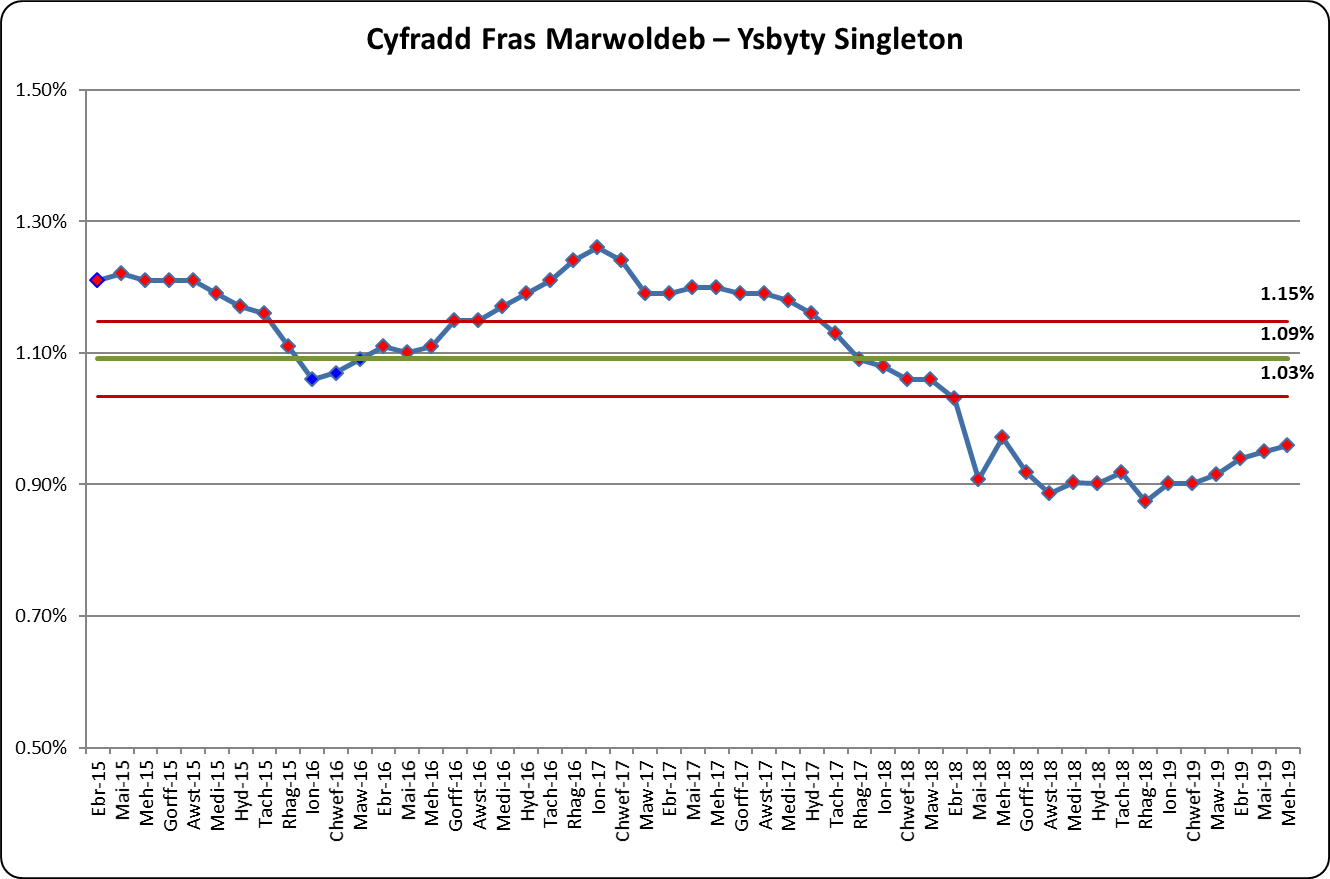 Cyfradd Fras Marwoldeb – Ysbyty Singleton
1.50%
1.30%
1.10%
0.90%
0.70%
0.50%
1.15%
1.09%
1.03%
Ebr-15
Mai-15
Meh-15
Gorff-15
Awst-15
Medi-15
Hyd-15
Tach-15
Rhag-15
Ion-16
Chwef-16
Maw-16
Ebr-16
Mai-16
Meh-16
Gorff-16
Awst-16
Medi-16
Hyd-16
Tach-16
Rhag-16
Ion-17
Chwef-17
Maw-17
Ebr-17
Mai-17
Meh-17
Gorff-17
Awst-17
Medi-17
Hyd-17
Tach-17
Rhag-17
Ion-18
Chwef-18
Maw-18
Ebr-18
Mai-18
Meh-18
Gorff-18
Awst-18
Medi-18
Hyd-18
Tach-18
Rhag-18
Ion-19
Chwef-19
Maw-19
Ebr-19
Mai-19
Meh-19